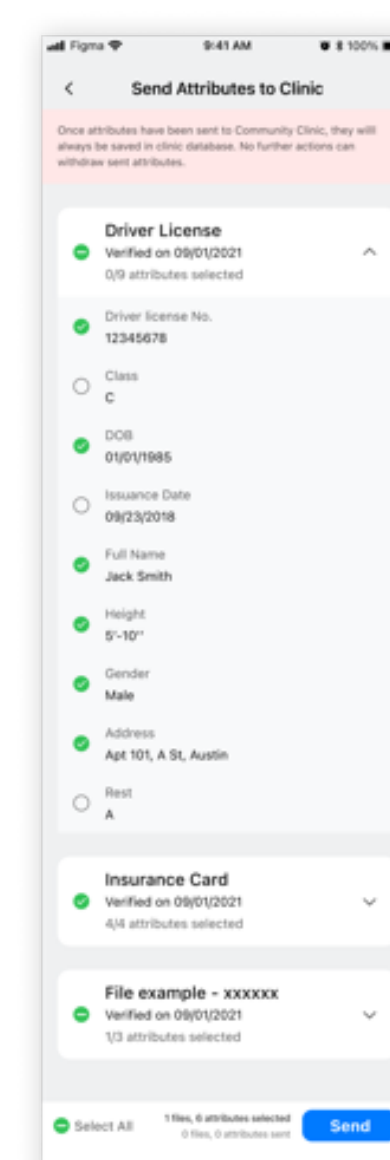 Figma 9:41 AM 100%
Send Attributes to Clinic
Once attributes have been sent to Community Clinic, they will
always be saved in clinic database. No further actions can
withdraw sent attributes.
Driver License
Verified on 09/01/2021
0/9 attributes selected
Driver license No.
12345678
Class
C
DOB
01/01/1985
Issuance Date
09/23/2018
Full Name
Jack Smith
Height
5'-10''
Gender
Male
Address
Apt 101, A St, Austin
Rest
A
Insurance Card
Verified on 09/01/2021
4/4 attributes selected
File example - xxxxxx
Verified on 09/01/2021
1/3 attributes selected
Select All
1 files, 6 attributes selected
0 files, 0 attributes sent
Send